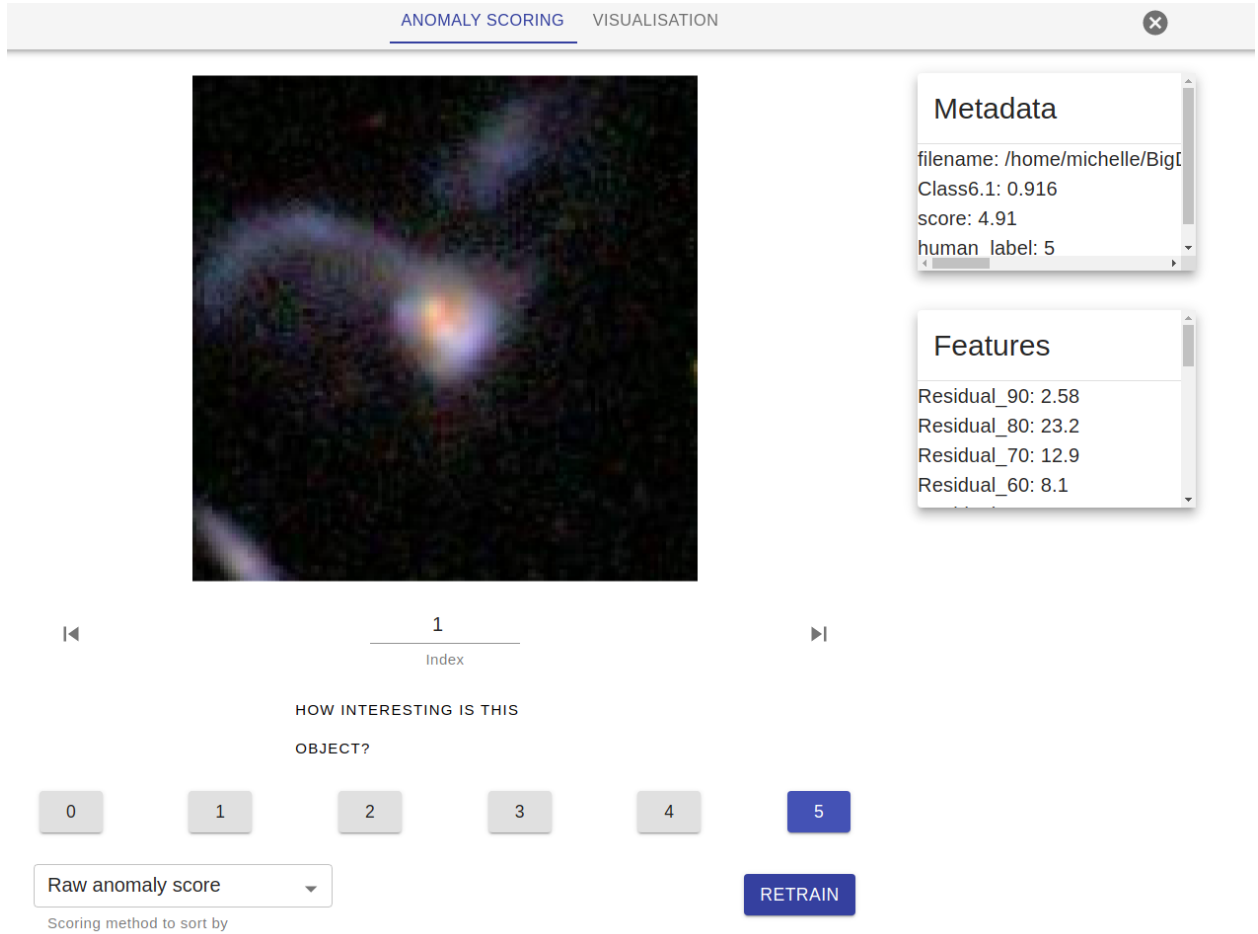 ANOMALY SCORING VISUALISATION
Metadata
filename: /home/michelle/BigD
Class6.1: 0.916
score: 4.91
human_label: 5
Features
Residual_90: 2.58
Residual_80: 23.2
Residual_70: 12.9
Residual_60: 8.1
1
Index
HOW INTERESTING IS THIS
OBJECT?
0 1 2 3 4 5
Raw anomaly score
RETRAIN
Scoring method to sort by